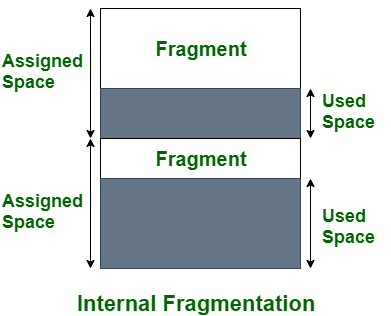 Fragment
Assigned
Space
Used
Space
Fragment
Assigned
Space
Used
Space
Internal Fragmentation